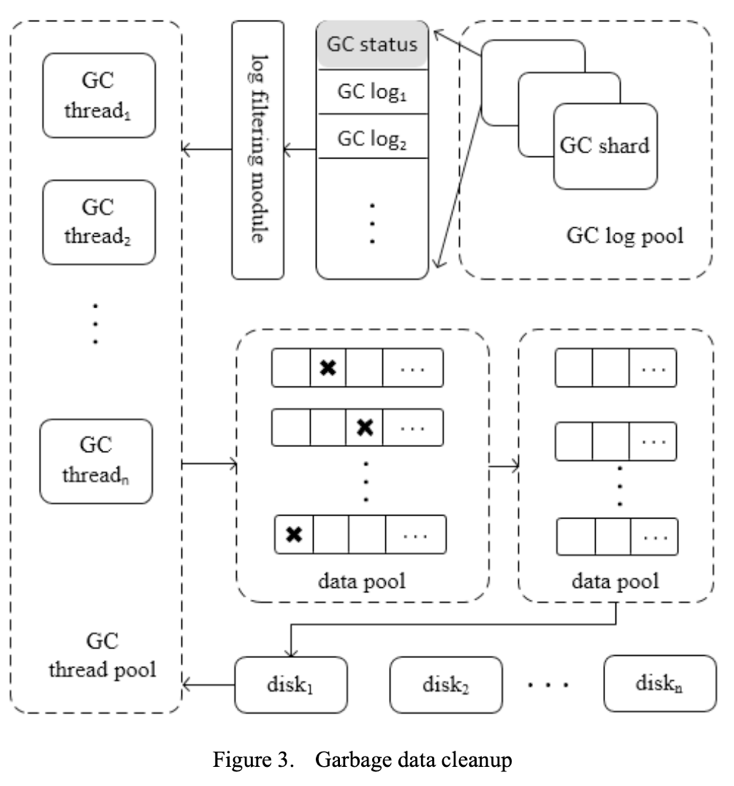 GC
thread1
GC
thread2
GC
threadn
GC
thread pool
log filtering module
GC status
GC log1
GC log2
GC shard
GC log pool
...
...
...
data pool
...
...
...
data pool
disk1
disk2
...
diskn
Figure 3. Garbage data cleanup